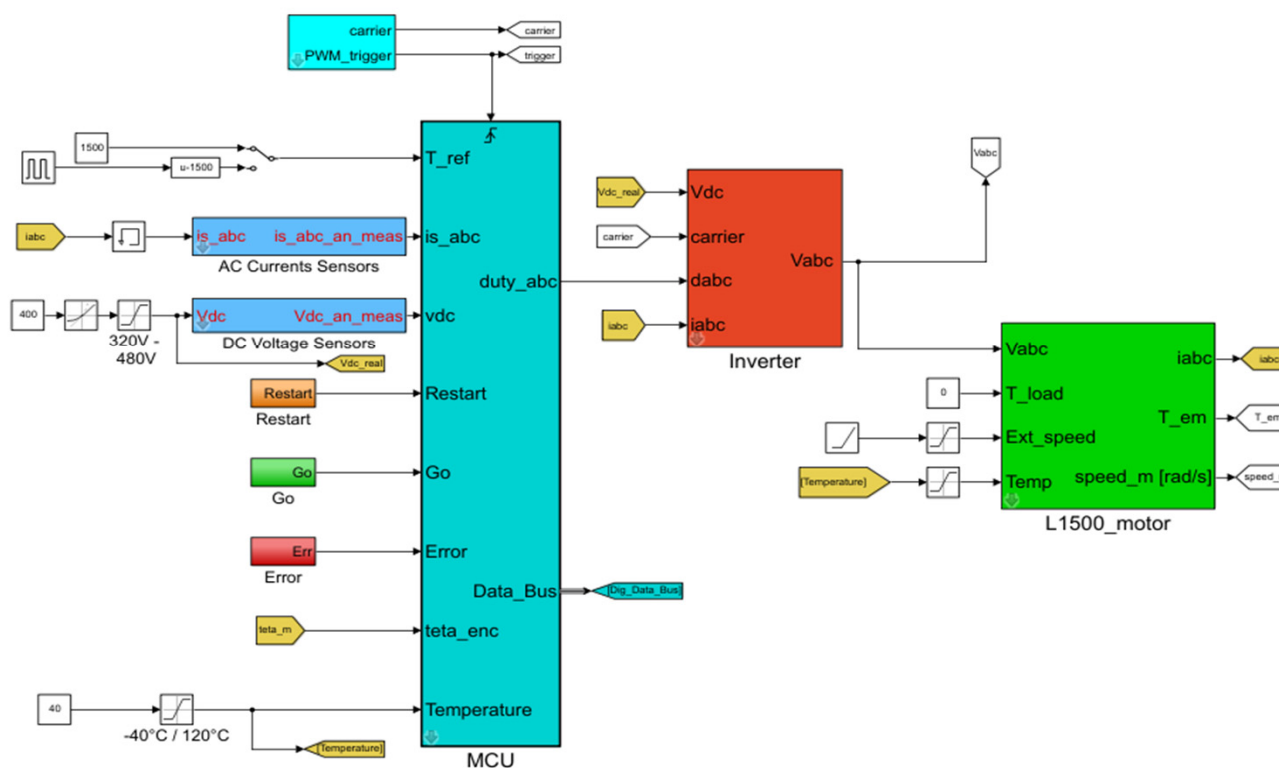 carrier
carrier
PWM_trigger
trigger
1500
u-1500
T_ref
iabc
is_abc
is_abc_an_meas
is_abc
AC Currents Sensors
400
Vdc
Vdc_an_meas
vdc
320V -
480V
DC Voltage Sensors
Vdc_real
Restart
Restart
Restart
Go
Go
Go
Err
Error
Error
teta_m
teta_enc
40
-40°C / 120°C
Temperature
[Temperature]
duty_abc
Data_Bus
[Dig_Data_Bus]
MCU
Vdc_real
Vdc
carrier
carrier
dabc
iabc
iabc
Vabc
Inverter
Vabc
Vabc
iabc
iabc
0
T_load
T_em
Ext_speed
[Temperature]
Temp
speed_m [rad/s]
L1500_motor